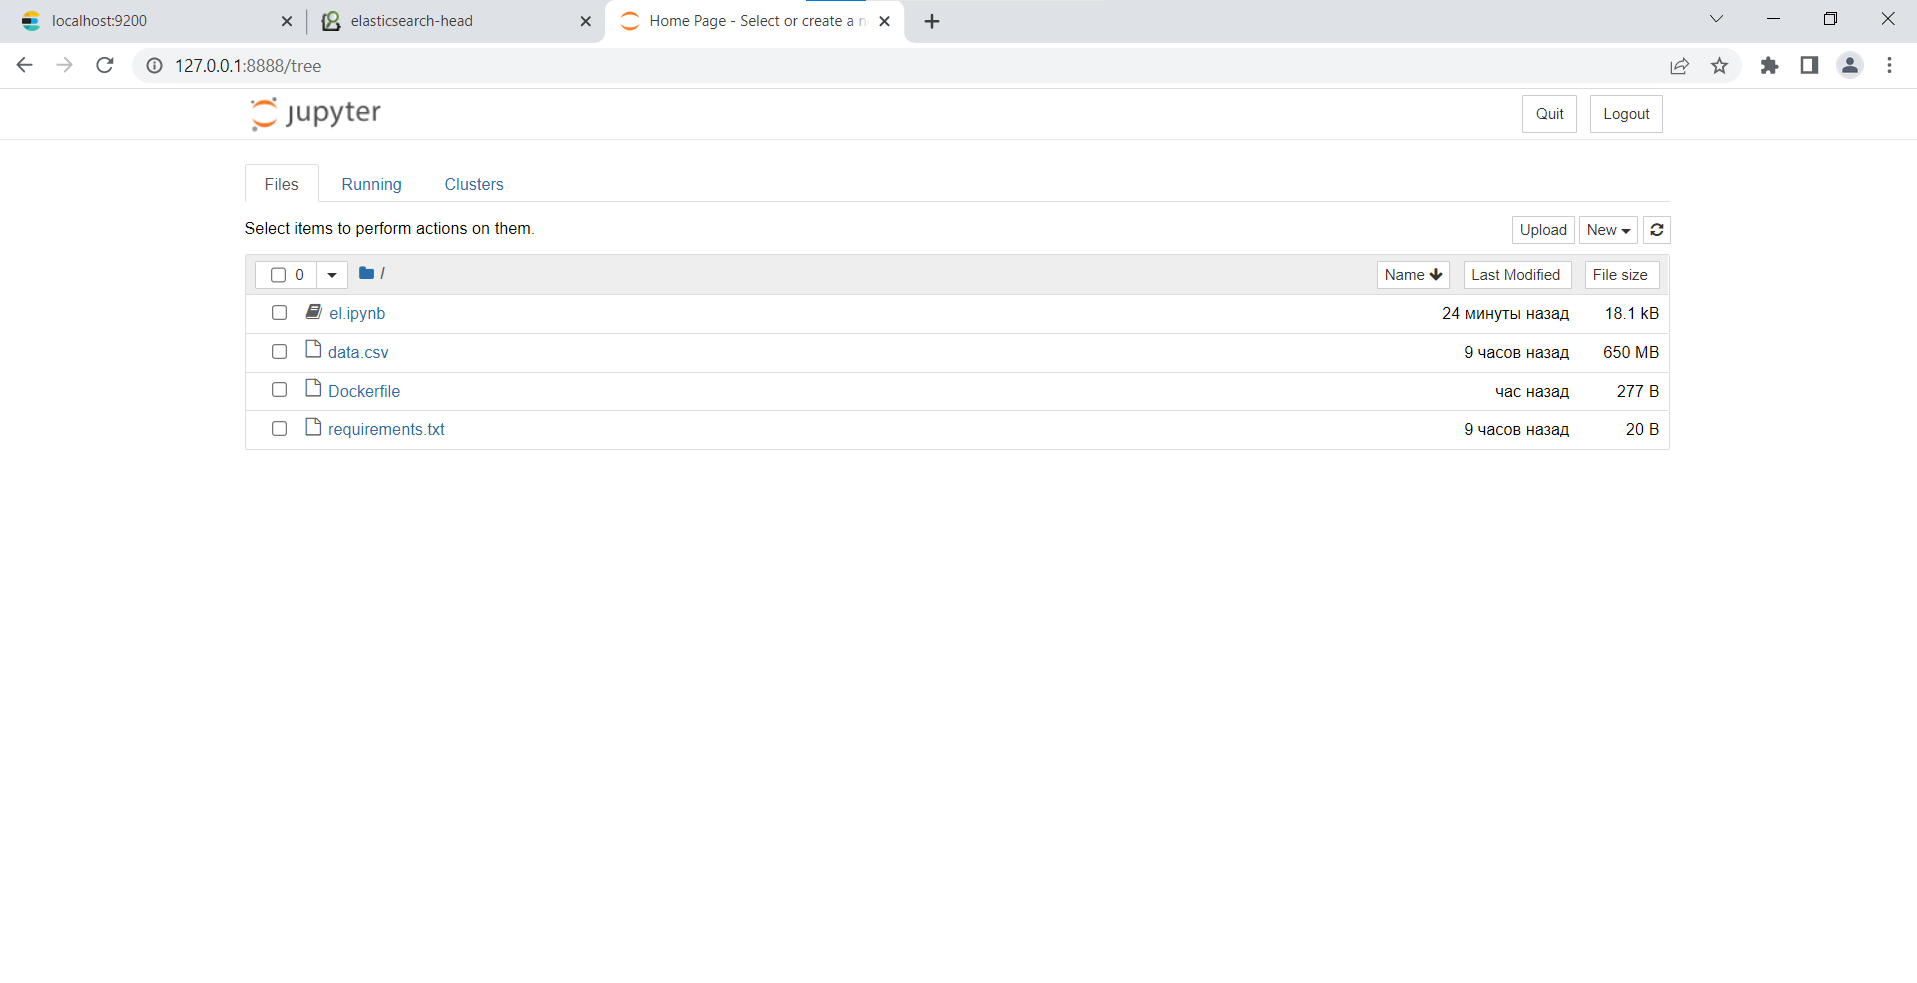 localhost:9200
elasticsearch-head
Home Page - Select or create a n
127.0.0.1:8888/tree
jupyter
Quit
Logout
Files
Running
Clusters
Select items to perform actions on them.
Upload
New
0
/
Name
Last Modified
File size
el.ipynb 24 минуты назад 18.1 kB
data.csv 9 часов назад 650 MB
Dockerfile час назад 277 B
requirements.txt 9 часов назад 20 B